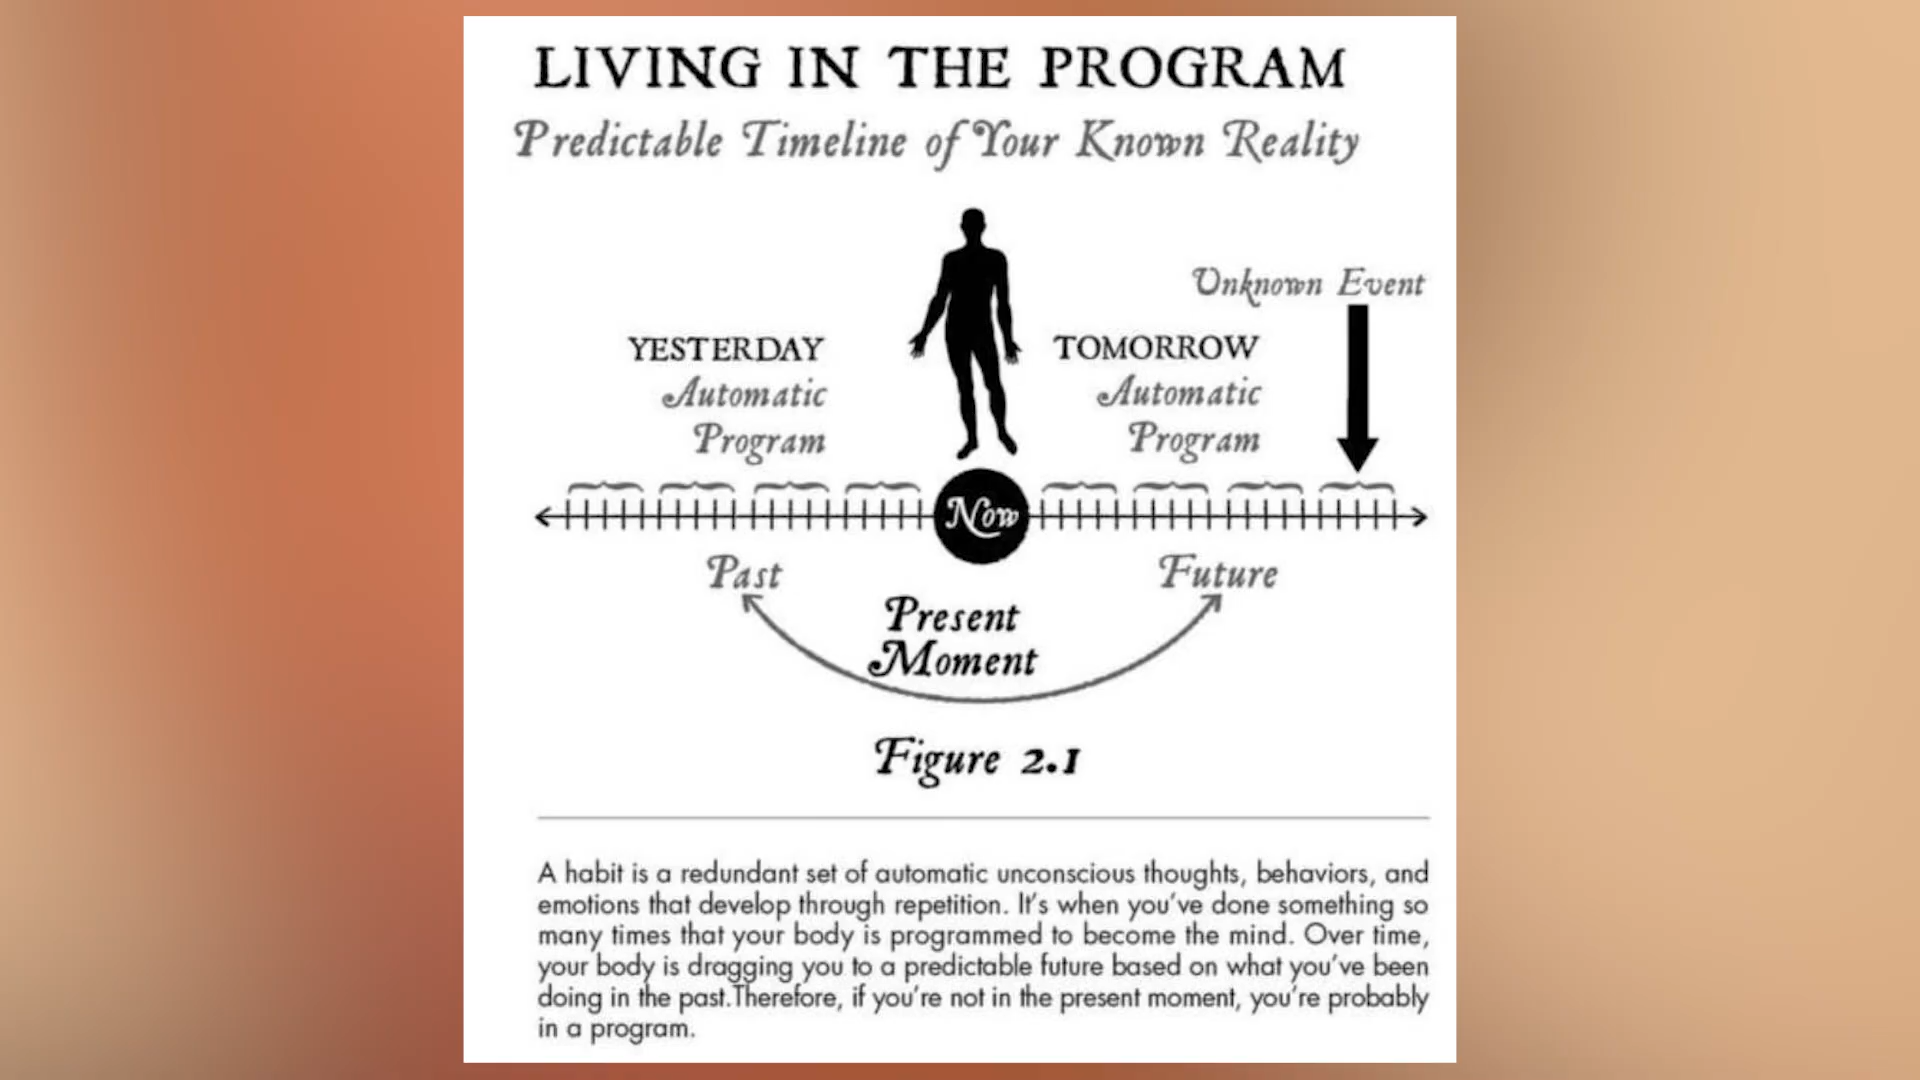 LIVING IN THE PROGRAM
Predictable Timeline of Your Known Reality
Unknown Event
YESTERDAY
Automatic
Program
TOMORROW
Automatic
Program
Now
Past
Future
Present
Moment
Figure 2.1
A habit is a redundant set of automatic unconscious thoughts, behaviors, and
emotions that develop through repetition. It's when you've done something so
many times that your body is programmed to become the mind. Over time,
your body is dragging you to a predictable future based on what you've been
doing in the past.Therefore, if you're not in the present moment, you're probably
in a program.